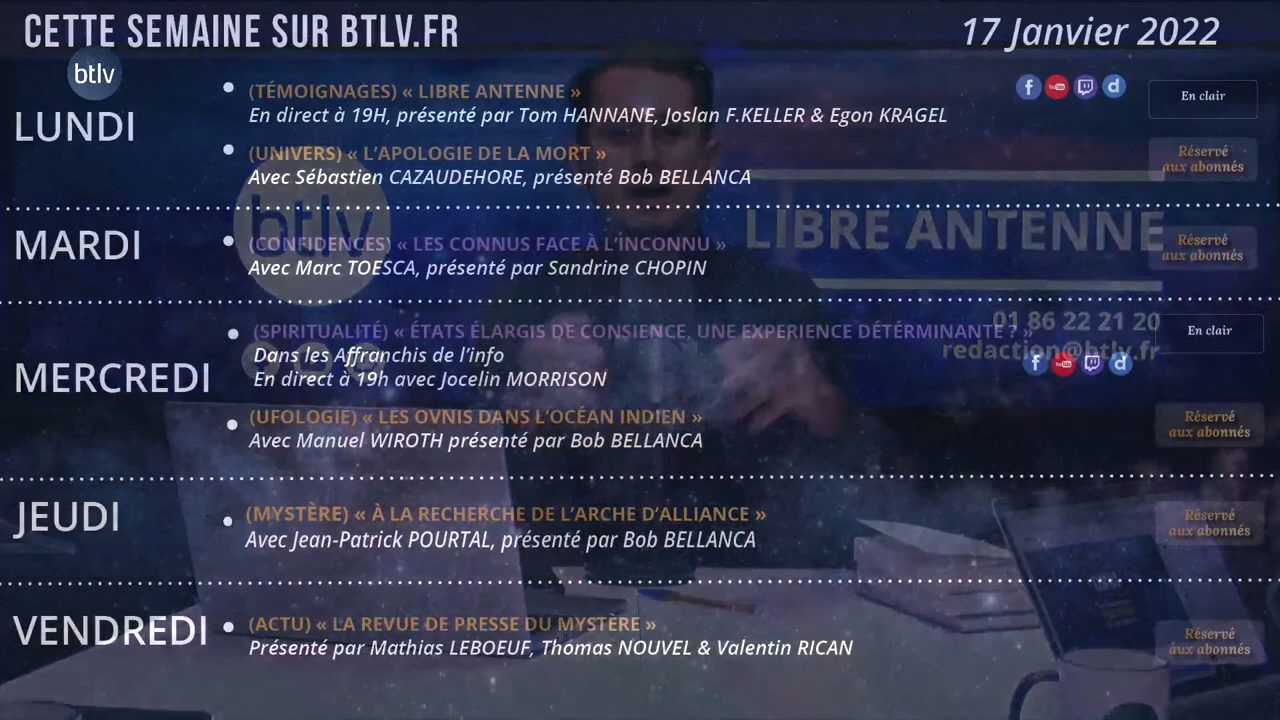 CETTE SEMAINE SUR BTLV.FR
17 Janvier 2022
btlv
LUNDI
(TÉMOIGNAGES) « LIBRE ANTENNE »
En direct à 19H, présenté par Tom HANNANE, Joslan F.KELLER & Egon KRAGEL
En clair
(UNIVERS) « L'APOLOGIE DE LA MORT »
Avec Sébastien CAZAUDEHORE, présenté Bob BELLANCA
Réservé
aux abonnés
btlv
LIBRE ANTENNE
MARDI
(CONFIDENCES) « LES CONNUS FACE À L'INCONNU »
Avec Marc TOESCA, présenté par Sandrine CHOPIN
Réservé
aux abonnés
01 86 22 21 20
redaction@btlv.fr
MERCREDI
(SPIRITUALITÉ) « ÉTATS ÉLARGIS DE CONSIENCE, UNE EXPERIENCE DÉTÉRMINANTE ? »
Dans les Affranchis de l'info
En direct à 19h avec Jocelin MORRISON
En clair
(UFOLOGIE) « LES OVNIS DANS L'OCÉAN INDIEN »
Avec Manuel WIROTH présenté par Bob BELLANCA
Réservé
aux abonnés
JEUDI
(MYSTÈRE) « À LA RECHERCHE DE L'ARCHE D'ALLIANCE »
Avec Jean-Patrick POURTAL, présenté par Bob BELLANCA
Réservé
aux abonnés
VENDREDI
(ACTU) « LA REVUE DE PRESSE DU MYSTÈRE »
Présenté par Mathias LEBOEUF, Thomas NOUVEL & Valentin RICAN
Réservé
aux abonnés